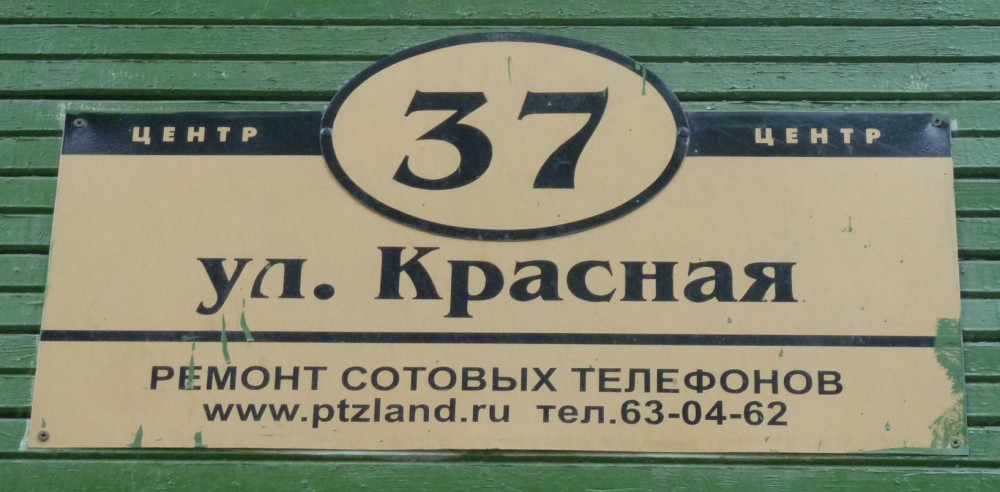 37
ЦЕНТР ЦЕНТР
ул. Красная
РЕМОНТ СОТОВЫХ ТЕЛЕФОНОВ
www.ptzland.ru тел.63-04-62